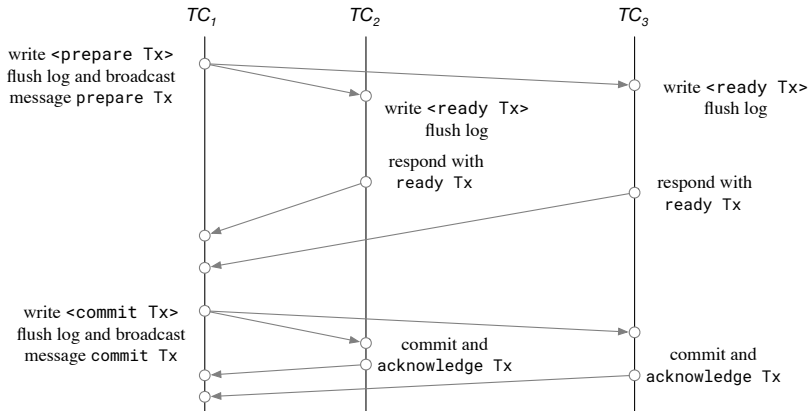 TC1
TC2
TC3
write <prepare Tx>
flush log and broadcast
message prepare Tx
write <ready Tx>
flush log
write <ready Tx>
flush log
respond with
ready Tx
respond with
ready Tx
write <commit Tx>
flush log and broadcast
message commit Tx
commit and
acknowledge Tx
commit and
acknowledge Tx